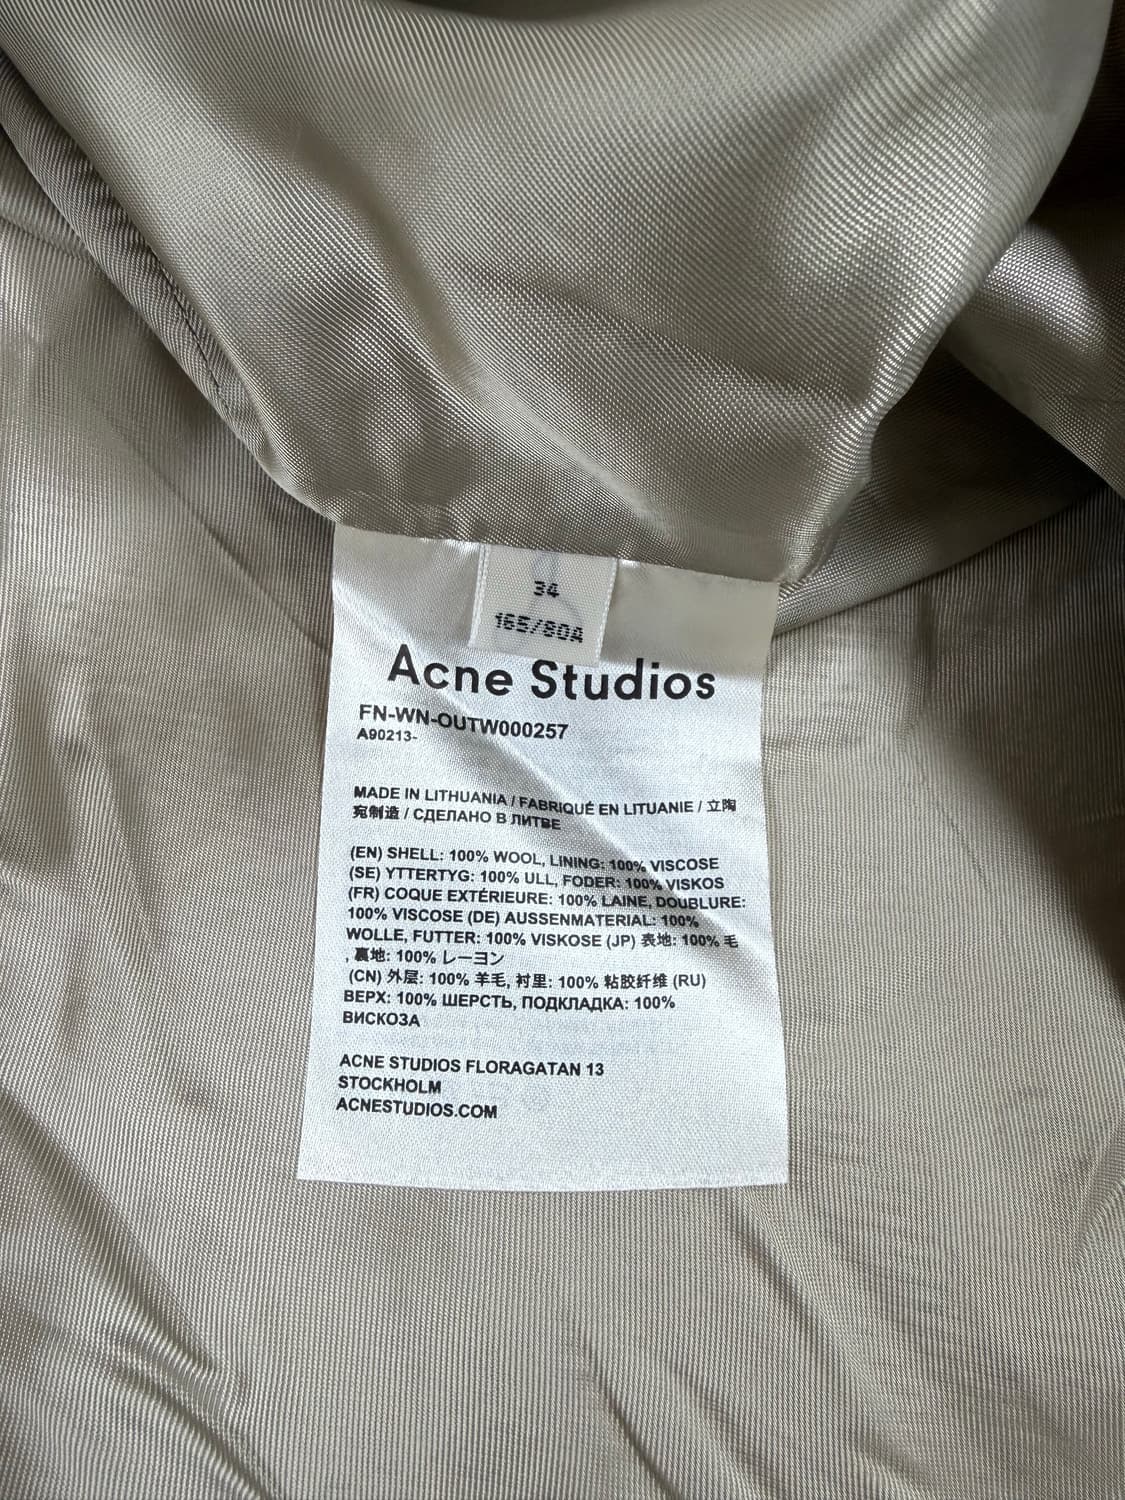 34
165/80A
Acne Studios
FN-WN-OUTW000257
A90213-
MADE IN LITHUANIA / FABRIQUÉ EN LITUANIE / 立陶
宛制造 / СДЕЛАНО В ЛИТВЕ
(EN) SHELL: 100% WOOL, LINING: 100% VISCOSE
(SE) YTTERTYG: 100% ULL, FODER: 100% VISKOS
(FR) COQUE EXTÉRIEURE: 100% LAINE, DOUBLURE:
100% VISCOSE (DE) AUSSENMATERIAL: 100%
WOLLE, FUTTER: 100% VISKOSE (JP) 表地: 100% 毛
, 裏地: 100% レーヨン
(CN) 外层: 100% 羊毛, 衬里: 100% 粘胶纤维 (RU)
ВЕРХ: 100% ШЕРСТЬ, ПОДКЛАДКА: 100%
ВИСКОЗА
ACNE STUDIOS FLORAGATAN 13
STOCKHOLM
ACNESTUDIOS.COM